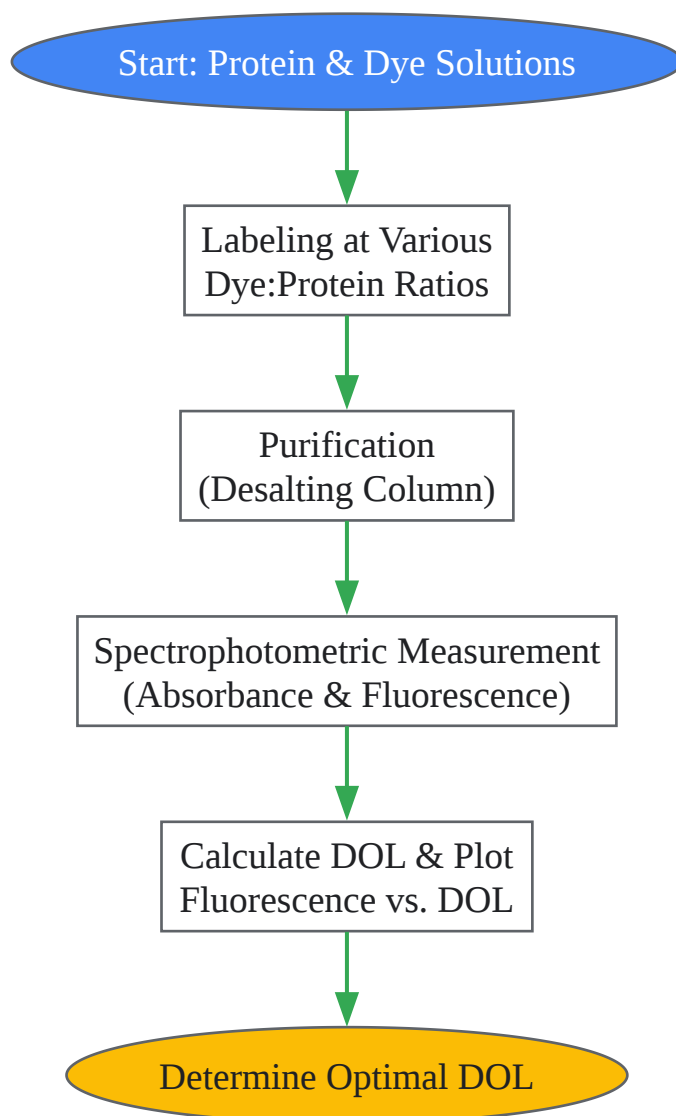 Start: Protein & Dye Solutions
Labeling at Various
Dye:Protein Ratios
Purification
(Desalting Column)
Spectrophotometric Measurement
(Absorbance & Fluorescence)
Calculate DOL & Plot
Fluorescence vs. DOL
Determine Optimal DOL